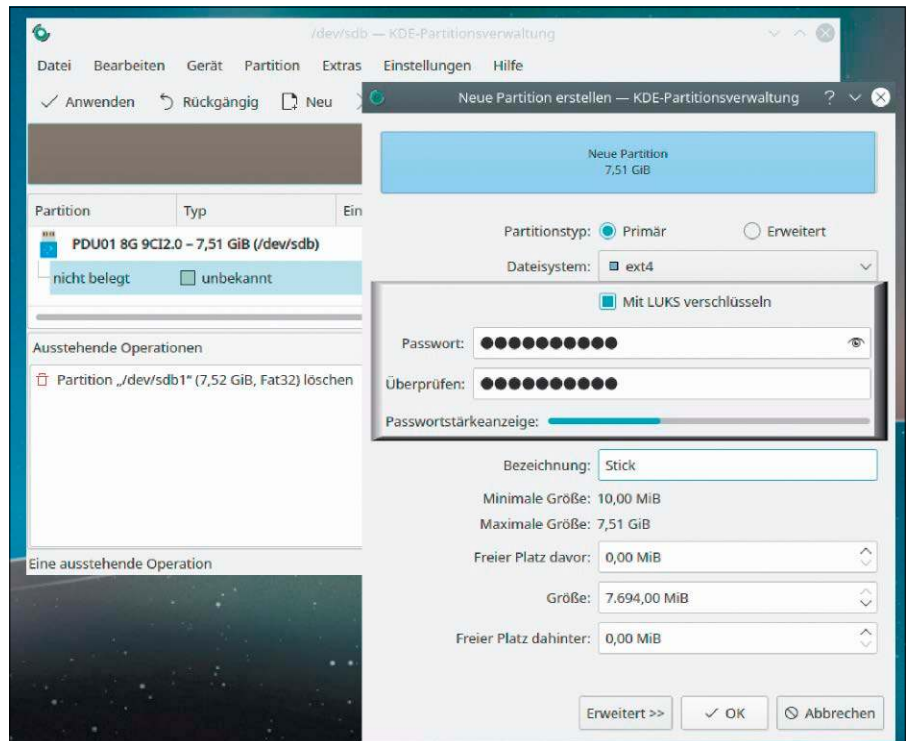 /dev/sdb — KDE-Partitionsverwaltung
Datei Bearbeiten Gerät Partition Extras Einstellungen Hilfe
Anwenden Rückgängig Neu
Partition Typ Ein
PDU01 8G 9CI2.0 – 7,51 GiB (/dev/sdb)
nicht belegt unbekannt
Ausstehende Operationen
Partition „/dev/sdb1“ (7,52 GiB, Fat32) löschen
Eine ausstehende Operation
Neue Partition erstellen — KDE-Partitionsverwaltung
Neue Partition
7,51 GiB
Partitionstyp: Primär Erweitert
Dateisystem: ext4
Mit LUKS verschlüsseln
Passwort: ●●●●●●●●●●
Überprüfen: ●●●●●●●●●●
Passwortstärkeanzeige:
Bezeichnung: Stick
Minimale Größe: 10,00 MiB
Maximale Größe: 7,51 GiB
Freier Platz davor: 0,00 MiB
Größe: 7.694,00 MiB
Freier Platz dahinter: 0,00 MiB
Erweitert >> OK Abbrechen